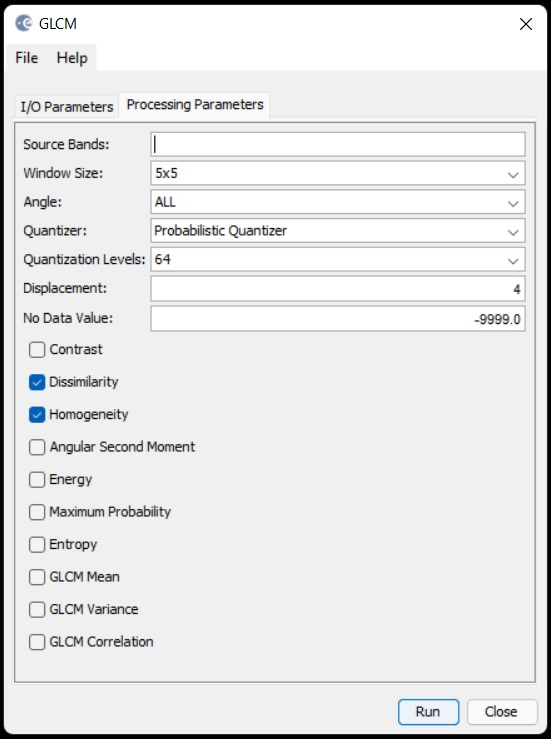 GLCM
File Help
I/O Parameters Processing Parameters
Source Bands:
Window Size: 5x5
Angle: ALL
Quantizer: Probabilistic Quantizer
Quantization Levels: 64
Displacement: 4
No Data Value: -9999.0
Contrast
Dissimilarity
Homogeneity
Angular Second Moment
Energy
Maximum Probability
Entropy
GLCM Mean
GLCM Variance
GLCM Correlation
Run Close